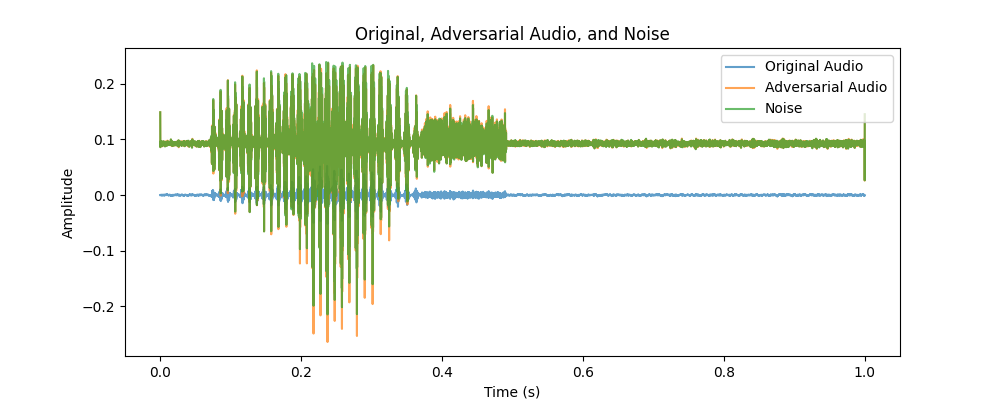 Original, Adversarial Audio, and Noise
Original Audio
Adversarial Audio
Noise
Amplitude
0.2
0.1
0.0
−0.1
−0.2
0.0 0.2 0.4 0.6 0.8 1.0
Time (s)